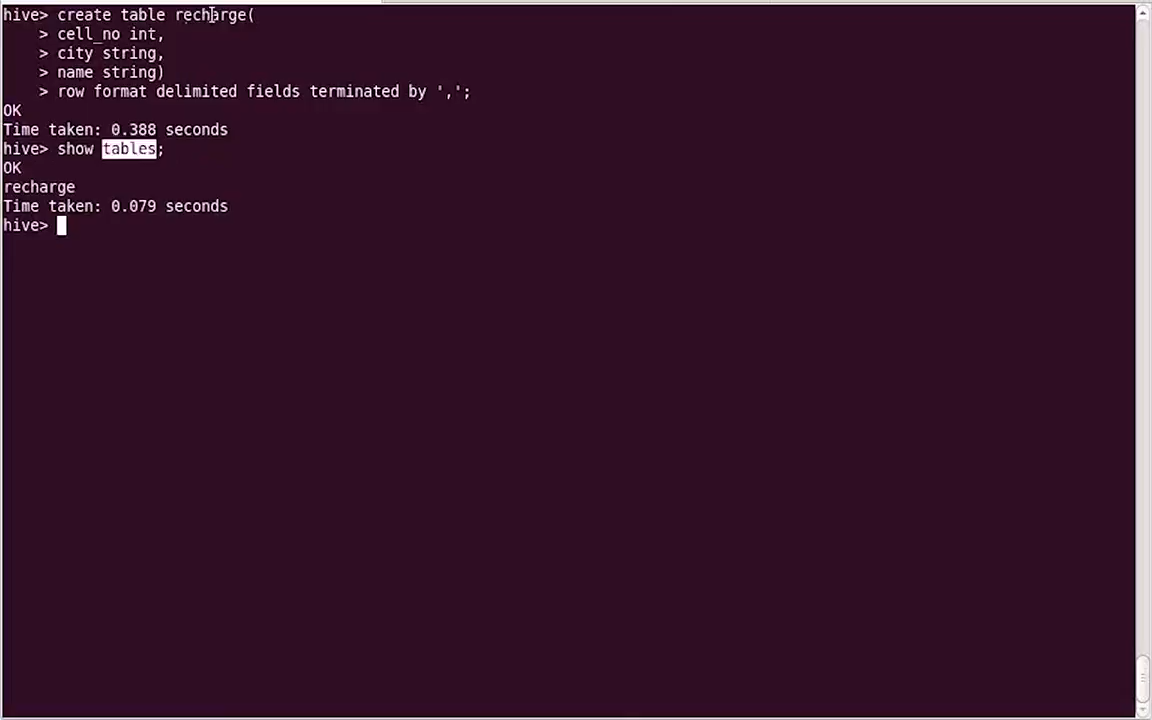 hive> create table recharge(
    > cell_no int,
    > city string,
    > name string)
    > row format delimited fields terminated by ',';
OK
Time taken: 0.388 seconds
hive> show tables;
OK
recharge
Time taken: 0.079 seconds
hive>